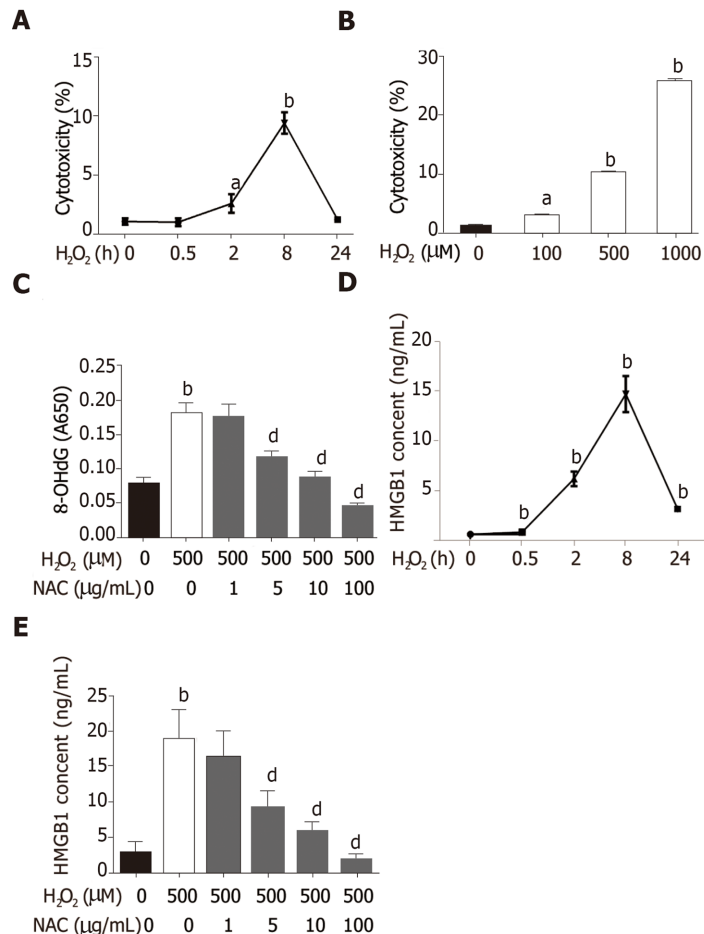 A
Cytotoxicity (%)
15
10
5
0
a
b
H₂O₂ (h) 0 0.5 2 8 24
B
Cytotoxicity (%)
30
20
10
0
a
b
b
H₂O₂ (μM) 0 100 500 1000
C
8-OHdG (A650)
0.25
0.20
0.15
0.10
0.05
0.00
b
d
d
d
H₂O₂ (μM) 0 500 500 500 500 500
NAC (μg/mL) 0 0 1 5 10 100
D
HMGB1 concent (ng/mL)
20
15
10
5
b
b
b
b
H₂O₂ (h) 0 0.5 2 8 24
E
HMGB1 concent (ng/mL)
25
20
15
10
5
0
b
d
d
d
H₂O₂ (μM) 0 500 500 500 500 500
NAC (μg/mL) 0 0 1 5 10 100